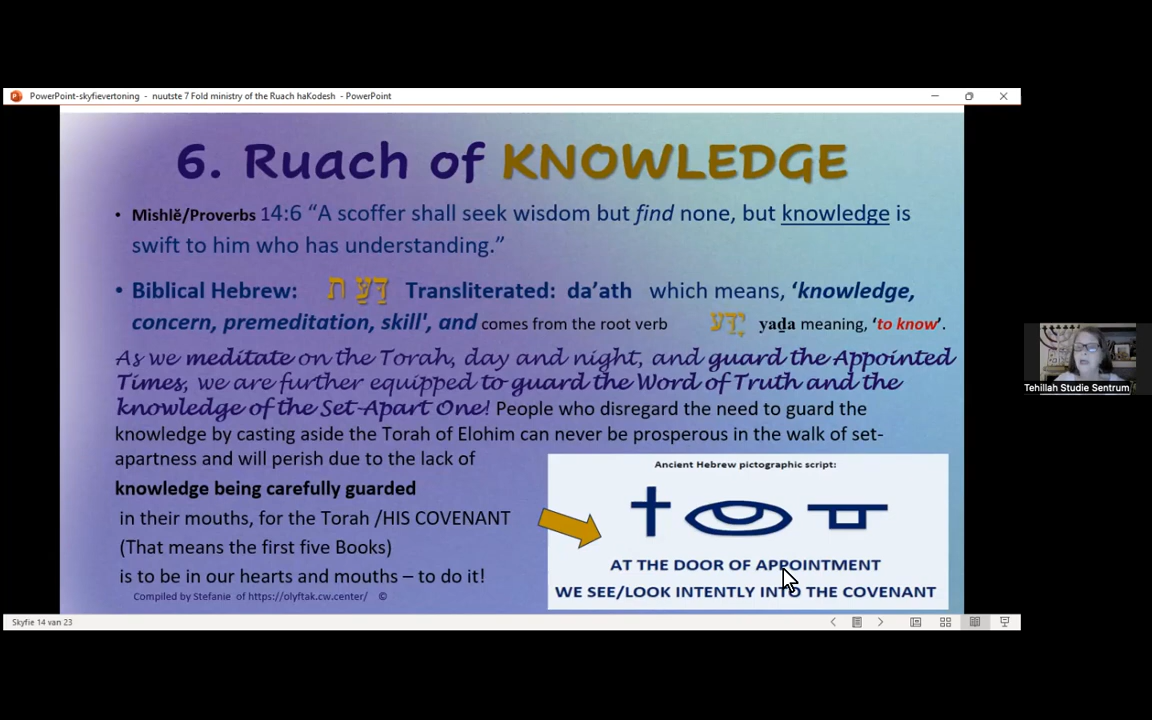 PowerPoint-skyfievertoning - nuutste 7 Fold ministry of the Ruach haKodesh - PowerPoint
6. Ruach of KNOWLEDGE
• Mishlĕ/Proverbs 14:6 “A scoffer shall seek wisdom but find none, but knowledge is
swift to him who has understanding.”
• Biblical Hebrew: דַּעַ ת Transliterated: da’ath which means, ‘knowledge,
concern, premeditation, skill', and comes from the root verb יָדַּע yaḏa meaning, ‘to know’.
As we meditate on the Torah, day and night, and guard the Appointed
Times, we are further equipped to guard the Word of Truth and the
knowledge of the Set-Apart One! People who disregard the need to guard the
knowledge by casting aside the Torah of Elohim can never be prosperous in the walk of set-
apartness and will perish due to the lack of
knowledge being carefully guarded
in their mouths, for the Torah /HIS COVENANT
(That means the first five Books)
is to be in our hearts and mouths – to do it!
Compiled by Stefanie of https://olyftak.cw.center/ ©
Ancient Hebrew pictographic script:
AT THE DOOR OF APPOINTMENT
WE SEE/LOOK INTENTLY INTO THE COVENANT
Skyfie 14 van 23
Tehillah Studie Sentrum